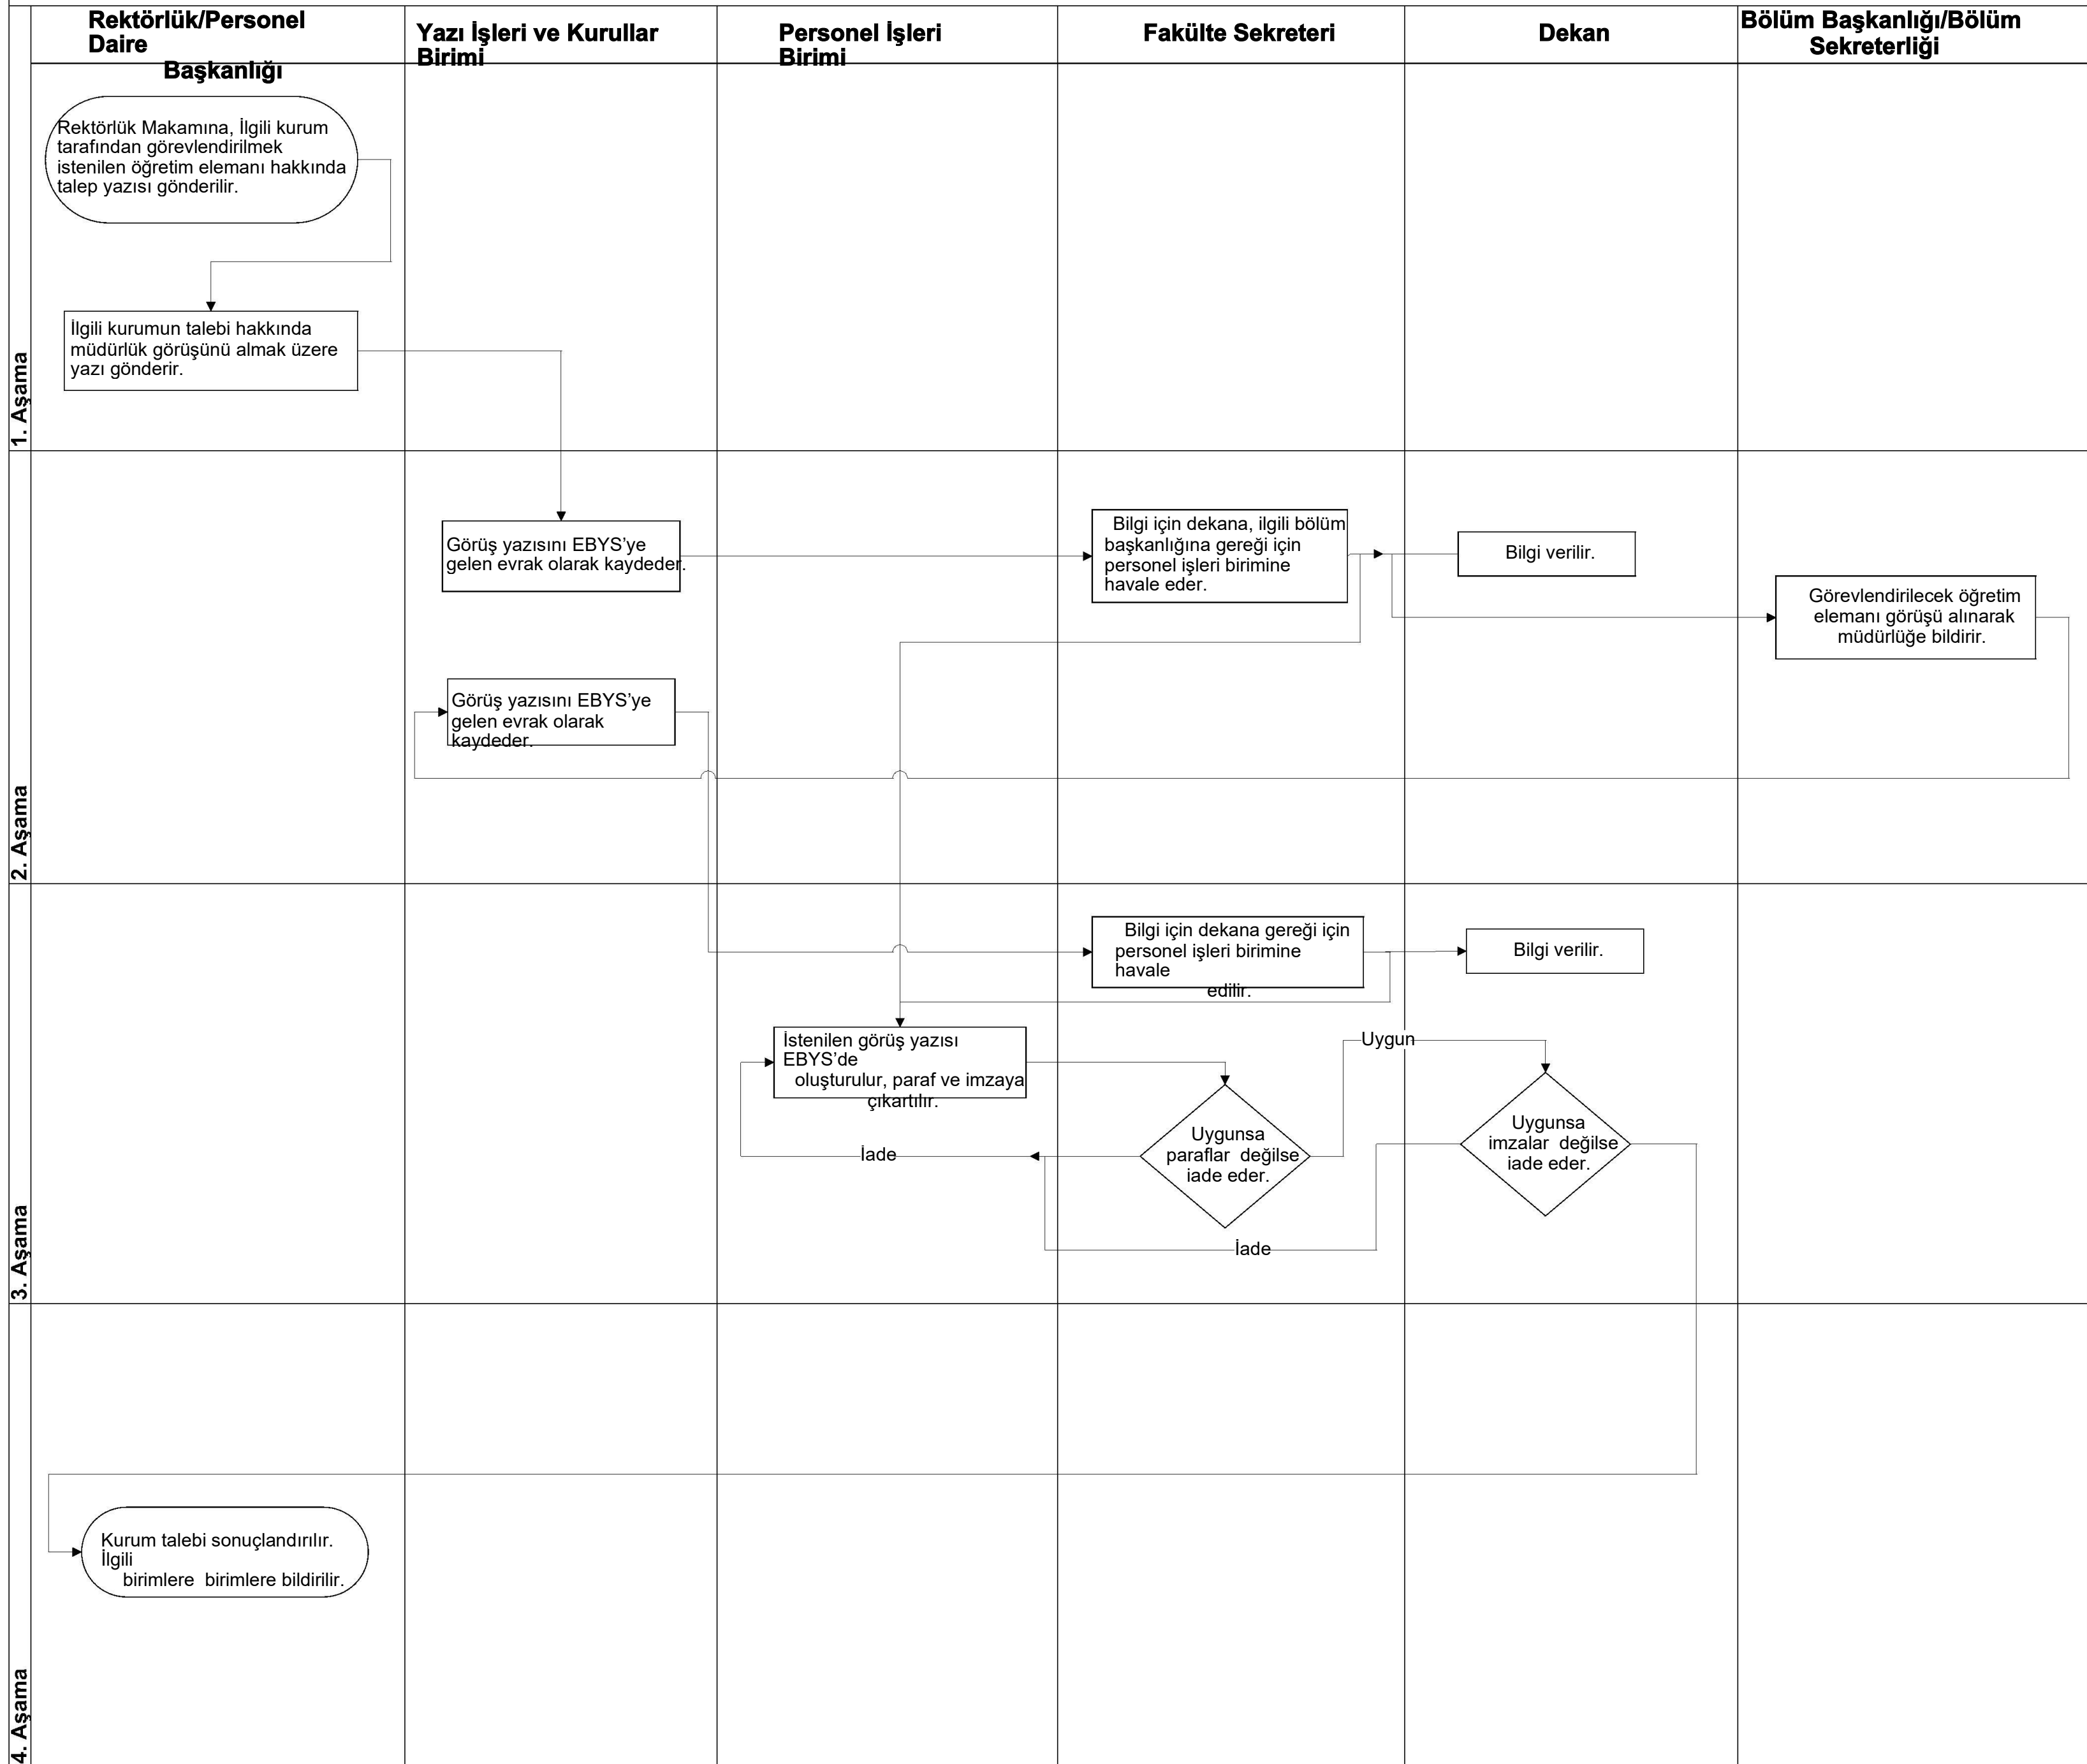 Rektörlük/Personel
Daire
Başkanlığı
Yazı İşleri ve Kurullar
Birimi
Personel İşleri
Birimi
Fakülte Sekreteri
Dekan
Bölüm Başkanlığı/Bölüm
Sekreterliği
1. Aşama
Rektörlük Makamına, İlgili kurum
tarafından görevlendirilmek
istenilen öğretim elemanı hakkında
talep yazısı gönderilir.
İlgili kurumun talebi hakkında
müdürlük görüşünü almak üzere
yazı gönderir.
2. Aşama
Görüş yazısını EBYS’ye
gelen evrak olarak kaydeder.
Bilgi için dekana, ilgili bölüm
başkanlığına gereği için
personel işleri birimine
havale eder.
Bilgi verilir.
Görevlendirilecek öğretim
elemanı görüşü alınarak
müdürlüğe bildirir.
Görüş yazısını EBYS’ye
gelen evrak olarak
kaydeder.
3. Aşama
Bilgi için dekana gereği için
personel işleri birimine
havale
edilir.
Bilgi verilir.
İstenilen görüş yazısı
EBYS’de
oluşturulur, paraf ve imzaya
çıkartılır.
Uygun
Uygunsa
paraflar değilse
iade eder.
Uygunsa
imzalar değilse
iade eder.
İade
İade
4. Aşama
Kurum talebi sonuçlandırılır.
İlgili
birimlere birimlere bildirilir.